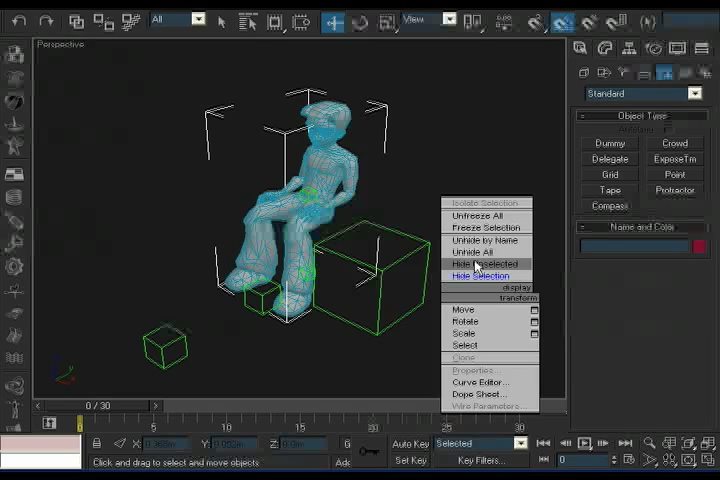 All
View
Perspective
Standard
Object Type
Dummy
Crowd
Delegate
ExposeTm
Grid
Point
Tape
Protractor
Compass
Name and Color
Isolate Selection
Unfreeze All
Freeze Selection
Unhide by Name
Unhide All
Hide Unselected
Hide Selection
display
transform
Move
Rotate
Scale
Select
Clone
Properties...
Curve Editor...
Dope Sheet...
Wire Parameters...
0 / 30
0 5 10 15 20 25 30
X: Y: Z: G Auto Key Selected
Click and drag to select and move objects Add Set Key Key Filters... 0